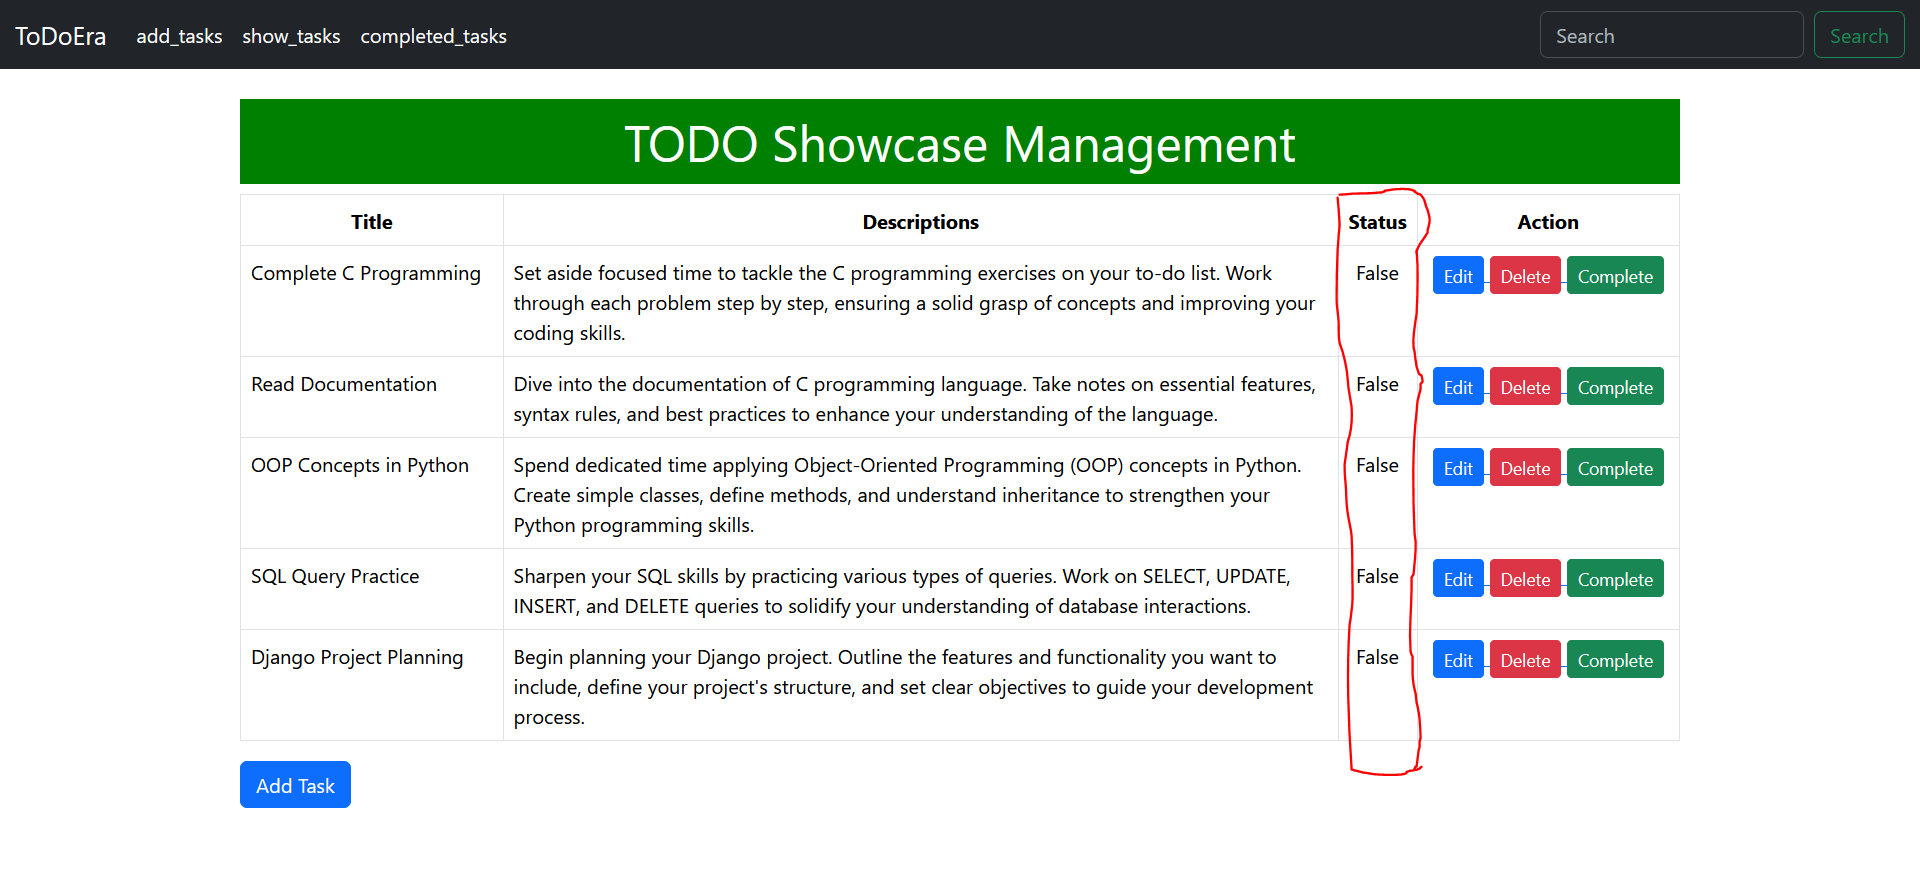 ToDoEra add_tasks show_tasks completed_tasks Search Search
TODO Showcase Management
Title Descriptions Status Action
Complete C Programming Set aside focused time to tackle the C programming exercises on your to-do list. Work False Edit Delete Complete
through each problem step by step, ensuring a solid grasp of concepts and improving your
coding skills.
Read Documentation Dive into the documentation of C programming language. Take notes on essential features, False Edit Delete Complete
syntax rules, and best practices to enhance your understanding of the language.
OOP Concepts in Python Spend dedicated time applying Object-Oriented Programming (OOP) concepts in Python. False Edit Delete Complete
Create simple classes, define methods, and understand inheritance to strengthen your
Python programming skills.
SQL Query Practice Sharpen your SQL skills by practicing various types of queries. Work on SELECT, UPDATE, False Edit Delete Complete
INSERT, and DELETE queries to solidify your understanding of database interactions.
Django Project Planning Begin planning your Django project. Outline the features and functionality you want to False Edit Delete Complete
include, define your project's structure, and set clear objectives to guide your development
process.
Add Task